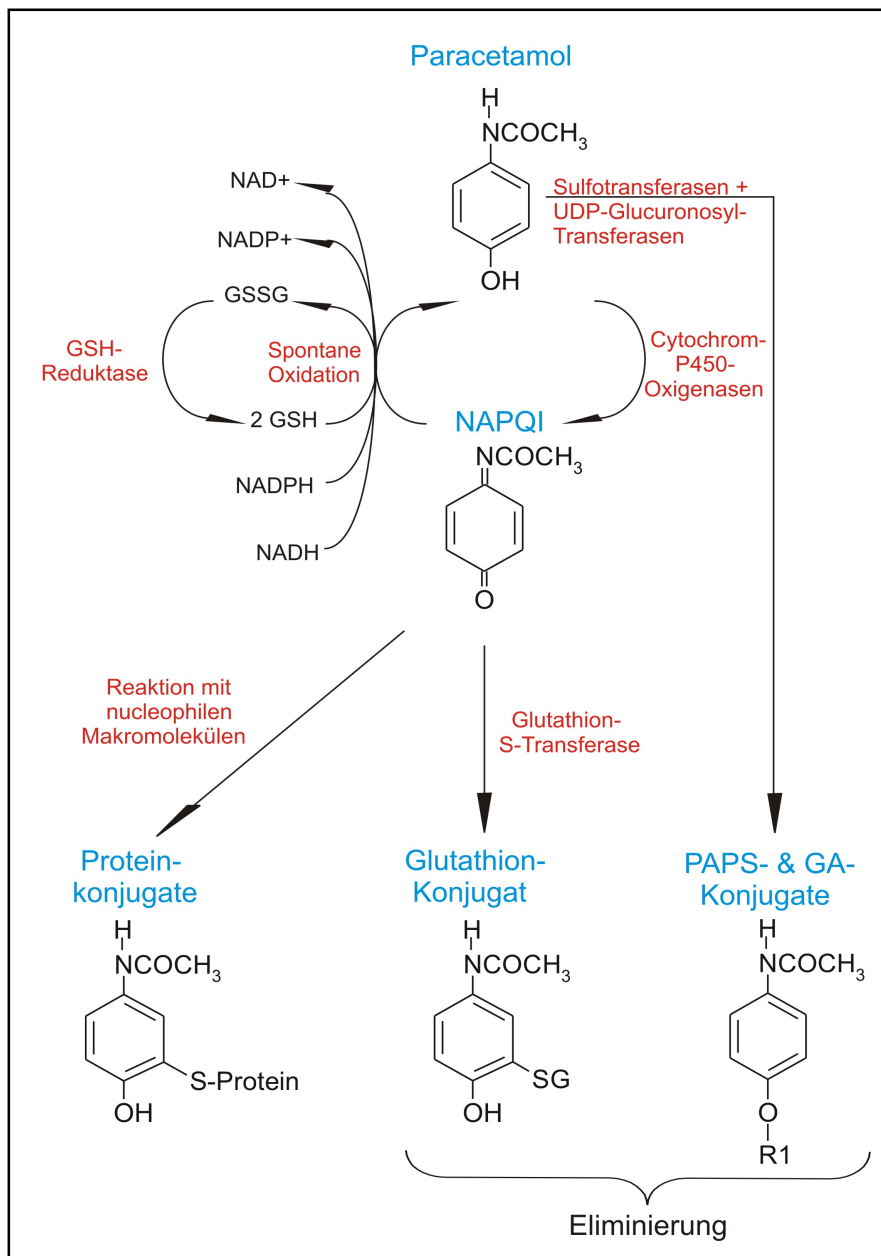 Paracetamol
H
NCOCH3
OH
Sulfotransferasen +
UDP-Glucuronosyl-
Transferasen
NAD+
NADP+
GSSG
GSH-
Reduktase
Spontane
Oxidation
Cytochrom-
P450-
Oxigenasen
2 GSH
NADPH
NADH
NAPQI
NCOCH3
O
Reaktion mit
nucleophilen
Makromolekülen
Glutathion-
S-Transferase
Protein-
konjugate
H
NCOCH3
S-Protein
OH
Glutathion-
Konjugat
H
NCOCH3
SG
OH
PAPS- & GA-
Konjugate
H
NCOCH3
O
R1
Eliminierung